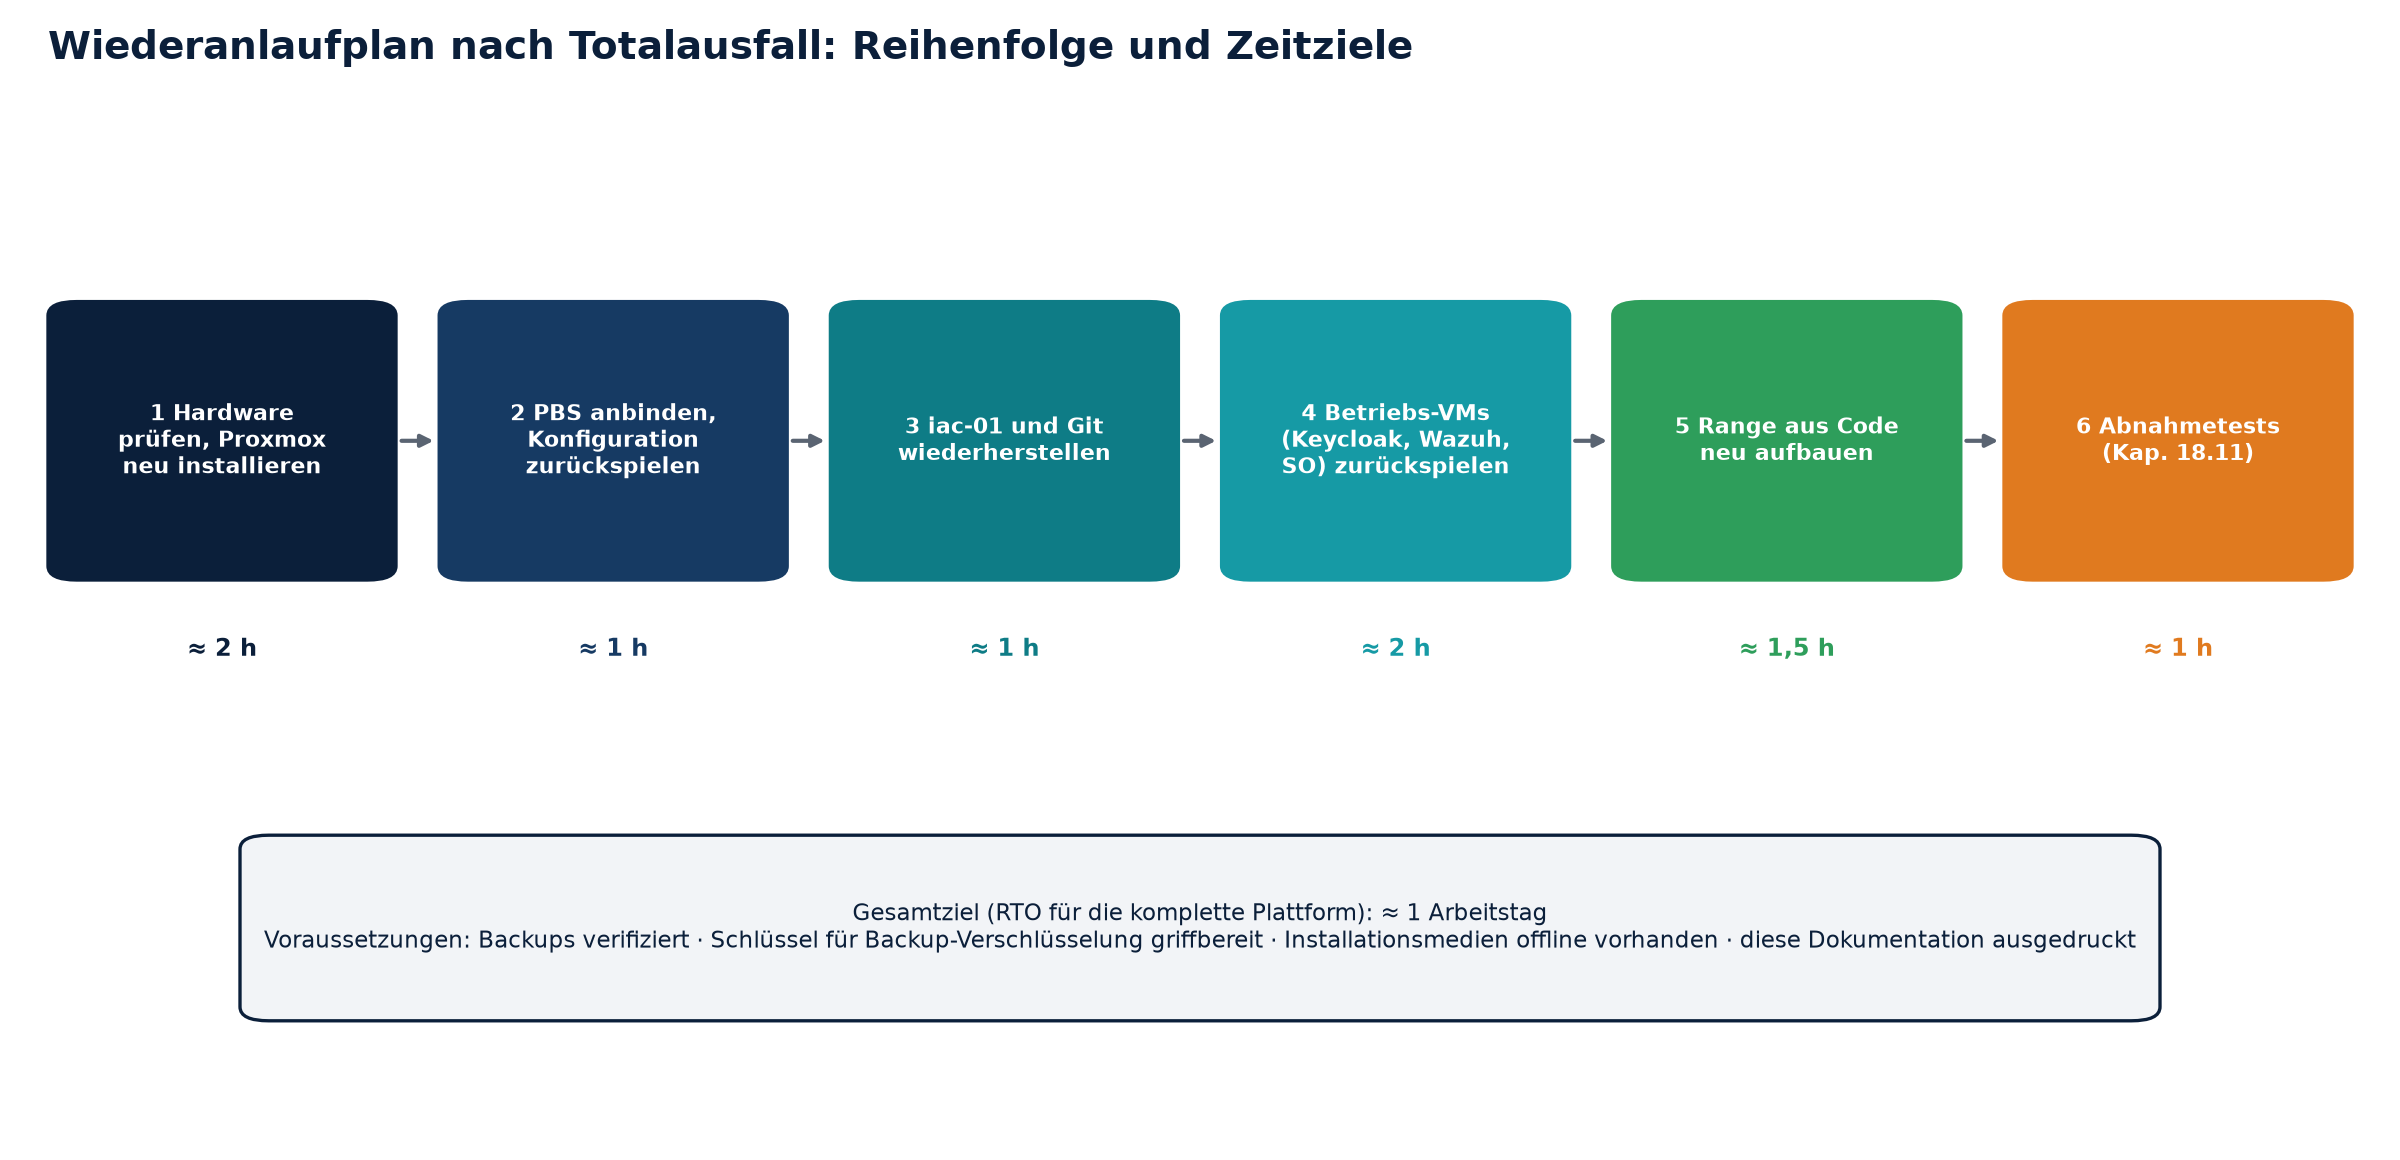 Wiederanlaufplan nach Totalausfall: Reihenfolge und Zeitziele
1 Hardware
prüfen, Proxmox
neu installieren
2 PBS anbinden,
Konfiguration
zurückspielen
3 iac-01 und Git
wiederherstellen
4 Betriebs-VMs
(Keycloak, Wazuh,
SO) zurückspielen
5 Range aus Code
neu aufbauen
6 Abnahmetests
(Kap. 18.11)
≈ 2 h
≈ 1 h
≈ 1 h
≈ 2 h
≈ 1,5 h
≈ 1 h
Gesamtziel (RTO für die komplette Plattform): ≈ 1 Arbeitstag
Voraussetzungen: Backups verifiziert · Schlüssel für Backup-Verschlüsselung griffbereit · Installationsmedien offline vorhanden · diese Dokumentation ausgedruckt